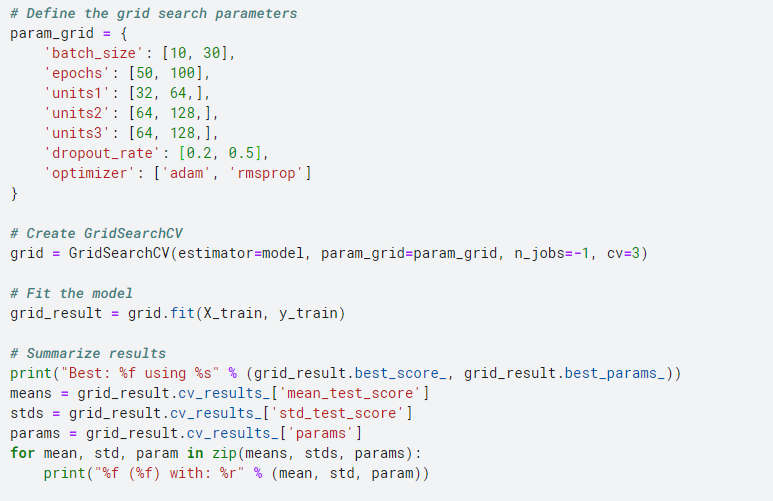 # Define the grid search parameters
param_grid = {
    'batch_size': [10, 30],
    'epochs': [50, 100],
    'units1': [32, 64,],
    'units2': [64, 128,],
    'units3': [64, 128,],
    'dropout_rate': [0.2, 0.5],
    'optimizer': ['adam', 'rmsprop']
}
# Create GridSearchCV
grid = GridSearchCV(estimator=model, param_grid=param_grid, n_jobs=-1, cv=3)
# Fit the model
grid_result = grid.fit(X_train, y_train)
# Summarize results
print("Best: %f using %s" % (grid_result.best_score_, grid_result.best_params_))
means = grid_result.cv_results_['mean_test_score']
stds = grid_result.cv_results_['std_test_score']
params = grid_result.cv_results_['params']
for mean, std, param in zip(means, stds, params):
    print("%f (%f) with: %r" % (mean, std, param))